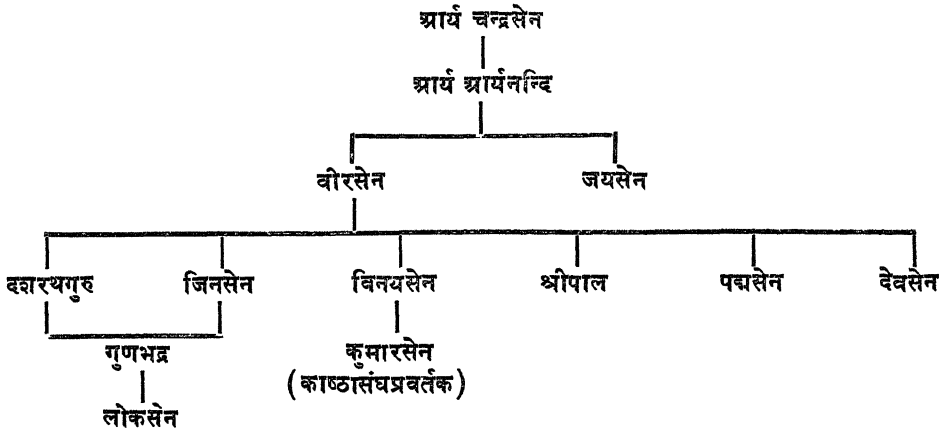 आर्य चन्द्रसेन
आर्य आर्यनन्दि
वीरसेन जयसेन
दशरथगुरु जिनसेन विनयसेन श्रीपाल पद्मसेन देवसेन
गुणभद्र कुमारसेन
(काष्ठासंघप्रवर्तक)
लोकसेन